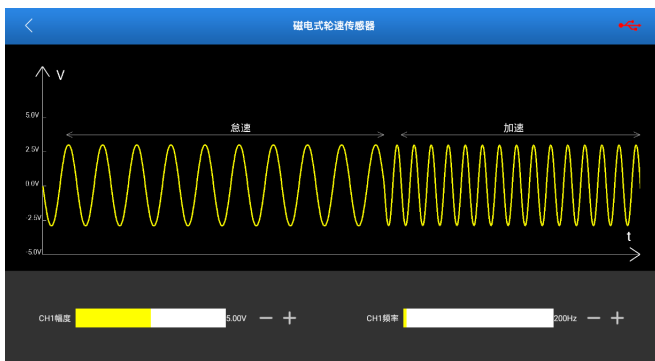 磁电式轮速传感器
V
5.0V
怠速
加速
2.5V
0.0V
-2.5V
t
-5.0V
CH1幅度
5.00V
CH1频率
200Hz